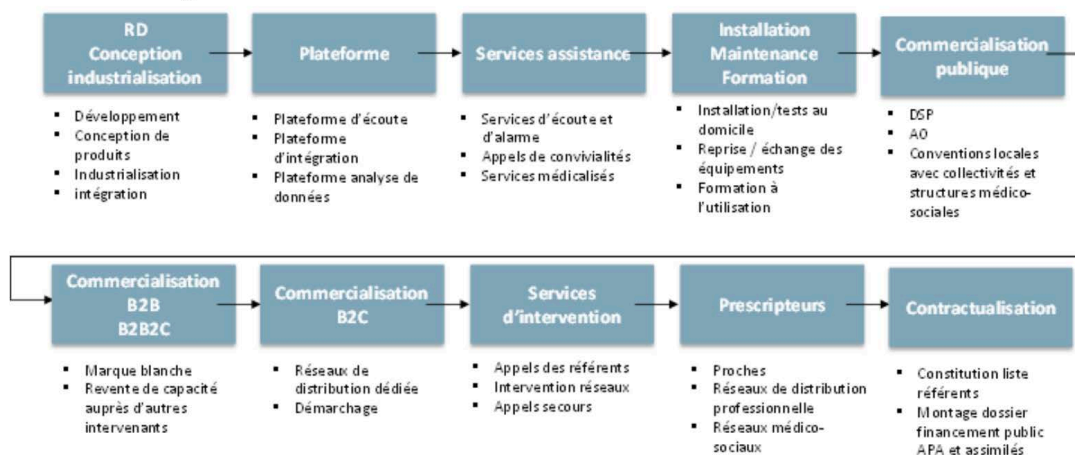 RD
Conception
industrialisation
▪ Développement
▪ Conception de
produits
▪ Industrialisation
▪ intégration
Plateforme
▪ Plateforme d'écoute
▪ Plateforme
d'intégration
▪ Plateforme analyse de
données
Services assistance
▪ Services d'écoute et
d'alarme
▪ Appels de convivialités
▪ Services médicalisés
Installation
Maintenance
Formation
▪ Installation/tests au
domicile
▪ Reprise / échange des
équipements
▪ Formation à
l'utilisation
Commercialisation
publique
▪ DSP
▪ AO
▪ Conventions locales
avec collectivités et
structures médico-
sociales
Commercialisation
B2B
B2B2C
▪ Marque blanche
▪ Revente de capacité
auprès d'autres
intervenants
Commercialisation
B2C
▪ Réseaux de
distribution dédiée
▪ Démarchage
Services
d'intervention
▪ Appels des référents
▪ Intervention réseaux
▪ Appels secours
Prescripteurs
▪ Proches
▪ Réseaux de distribution
professionnelle
▪ Réseaux médico-
sociaux
Contractualisation
▪ Constitution liste
référents
▪ Montage dossier
financement public
APA et assimilés